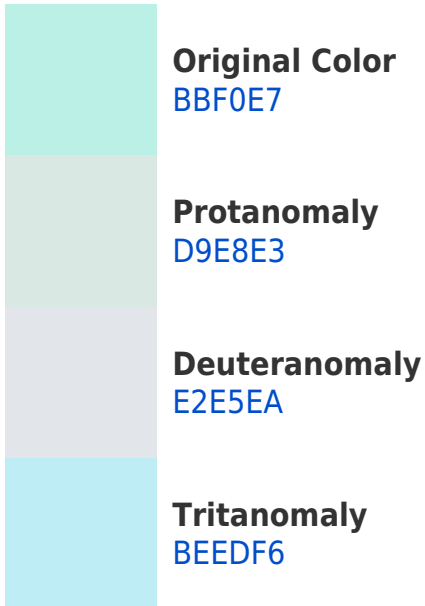 Original Color
BBF0E7
Protanomaly
D9E8E3
Deuteranomaly
E2E5EA
Tritanomaly
BEEDF6